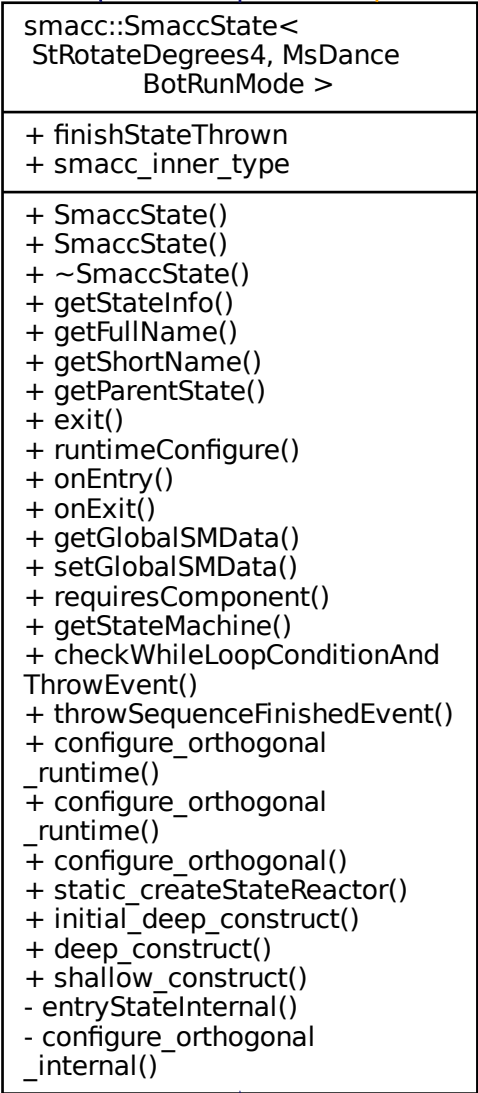 smacc::SmaccState<
StRotateDegrees4, MsDance
BotRunMode >
+ finishStateThrown
+ smacc_inner_type
+ SmaccState()
+ SmaccState()
+ ~SmaccState()
+ getStateInfo()
+ getFullName()
+ getShortName()
+ getParentState()
+ exit()
+ runtimeConfigure()
+ onEntry()
+ onExit()
+ getGlobalSMData()
+ setGlobalSMData()
+ requiresComponent()
+ getStateMachine()
+ checkWhileLoopConditionAnd
ThrowEvent()
+ throwSequenceFinishedEvent()
+ configure_orthogonal
_runtime()
+ configure_orthogonal
_runtime()
+ configure_orthogonal()
+ static_createStateReactor()
+ initial_deep_construct()
+ deep_construct()
+ shallow_construct()
- entryStateInternal()
- configure_orthogonal
_internal()